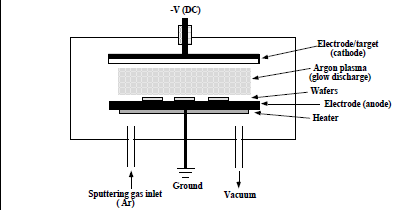 -V (DC)
Electrode/target
(cathode)
Argon plasma
(glow discharge)
Wafers
Electrode (anode)
Heater
Sputtering gas inlet
( Ar)
Ground
Vacuum